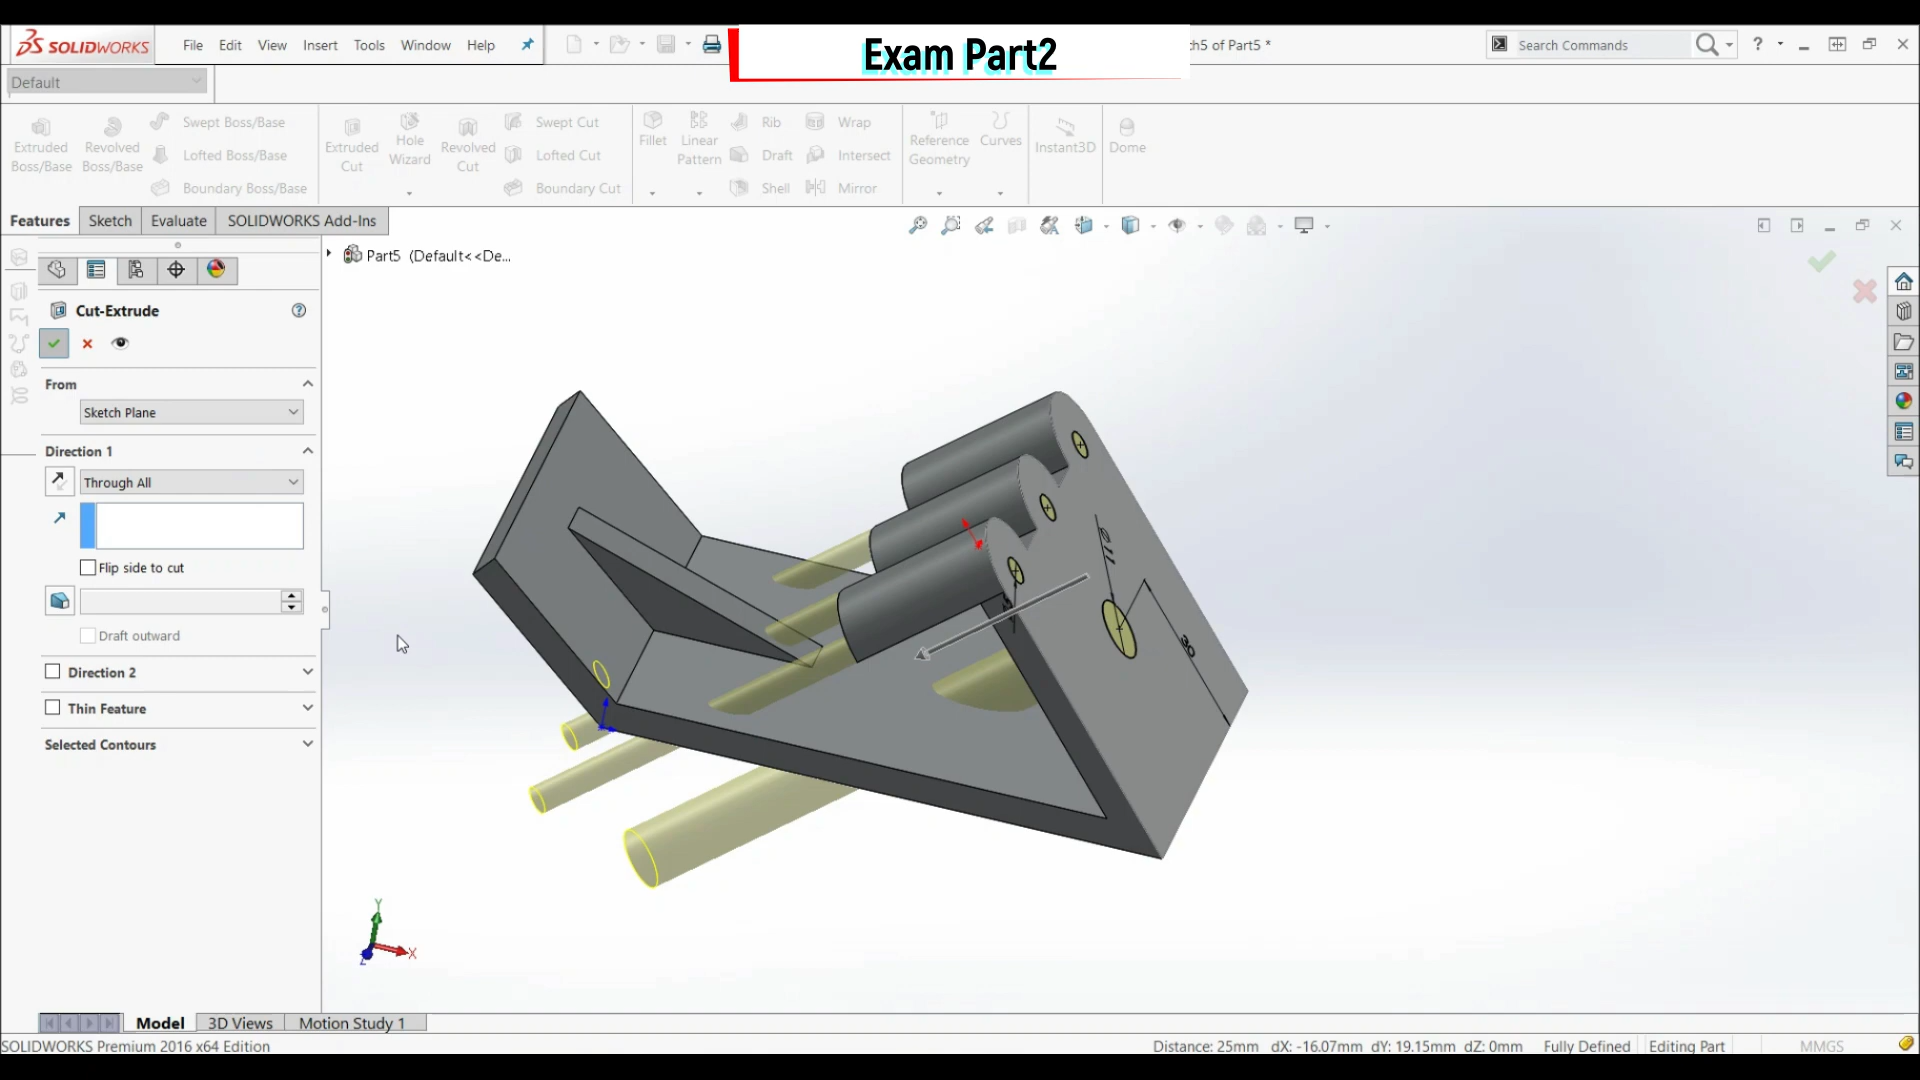 SOLIDWORKS
File Edit View Insert Tools Window Help
Exam Part2
ch5 of Part5 *
Search Commands
?
Default
Extruded Boss/Base
Revolved Boss/Base
Swept Boss/Base
Lofted Boss/Base
Boundary Boss/Base
Extruded Cut
Hole Wizard
Revolved Cut
Swept Cut
Lofted Cut
Boundary Cut
Fillet
Linear Pattern
Rib
Draft
Shell
Wrap
Intersect
Mirror
Reference Geometry
Curves
Instant3D
Dome
Features Sketch Evaluate SOLIDWORKS Add-Ins
Part5 (Default<<De...
Cut-Extrude
?
From
Sketch Plane
Direction 1
Through All
Flip side to cut
Draft outward
Direction 2
Thin Feature
Selected Contours
Ø11
30
Y
X
Z
Model 3D Views Motion Study 1
SOLIDWORKS Premium 2016 x64 Edition
Distance: 25mm dX: -16.07mm dY: 19.15mm dZ: 0mm Fully Defined Editing Part MMGS